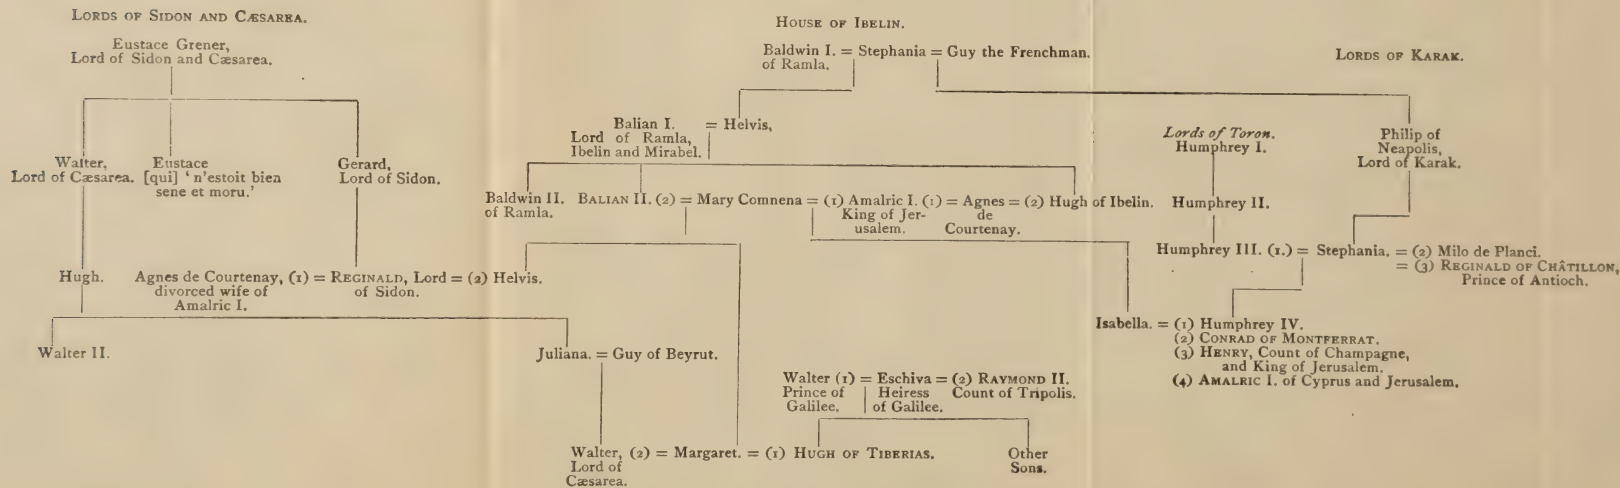 LORDS OF SIDON AND CÆSAREA.
Eustace Grener,
Lord of Sidon and Cæsarea.
Walter,
Lord of Cæsarea.
Eustace
[qui] ‘n'estoit bien
sene et moru.’
Gerard,
Lord of Sidon.
Hugh.
Agnes de Courtenay, (1) = REGINALD, Lord = (2) Helvis.
divorced wife of
Amalric I.
of Sidon.
Walter II.
Juliana. = Guy of Beyrut.
HOUSE OF IBELIN.
Baldwin I. = Stephania = Guy the Frenchman.
of Ramla.
Balian I. = Helvis,
Lord of Ramla,
Ibelin and Mirabel.
Baldwin II.
of Ramla.
BALIAN II. (2) = Mary Comnena = (1) Amalric I. (1) = Agnes = (2) Hugh of Ibelin.
King of Jer-
usalem.
de
Courtenay.
Walter (1) = Eschiva = (2) RAYMOND II.
Prince of
Galilee.
Heiress
of Galilee.
Count of Tripolis.
Walter, (2) = Margaret. = (1) HUGH OF TIBERIAS.
Lord of
Cæsarea.
Other
Sons.
LORDS OF KARAK.
Lords of Toron.
Humphrey I.
Philip of
Neapolis,
Lord of Karak.
Humphrey II.
Humphrey III. (1.) = Stephania. = (2) Milo de Planci.
= (3) REGINALD OF CHÂTILLON,
Prince of Antioch.
Isabella. = (1) Humphrey IV.
(2) CONRAD OF MONTFERRAT.
(3) HENRY, Count of Champagne,
and King of Jerusalem.
(4) AMALRIC I. of Cyprus and Jerusalem.